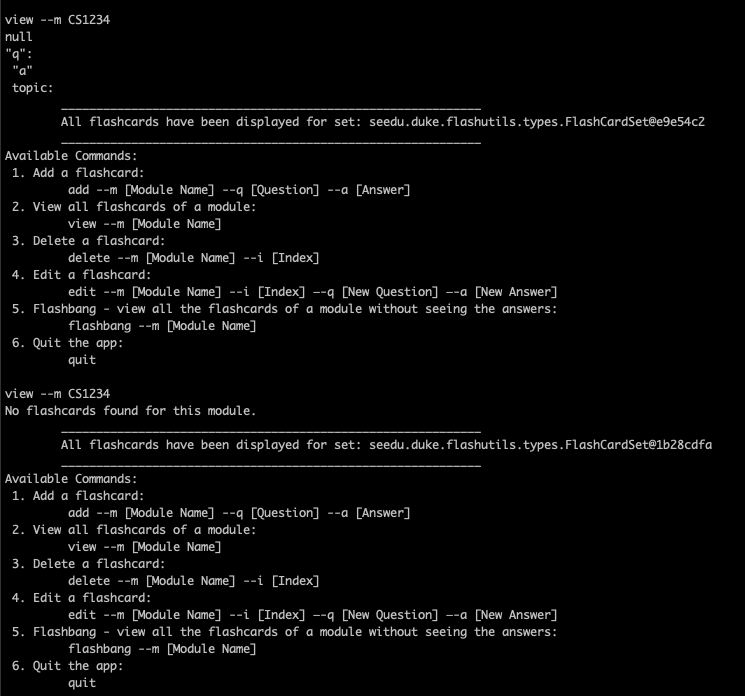 view --m CS1234
null
"q":
 "a"
 topic:
        ___________________________________________________________
        All flashcards have been displayed for set: seedu.duke.flashutils.types.FlashCardSet@e9e54c2
        ___________________________________________________________
Available Commands:
 1. Add a flashcard:
         add --m [Module Name] --q [Question] --a [Answer]
 2. View all flashcards of a module:
         view --m [Module Name]
 3. Delete a flashcard:
         delete --m [Module Name] --i [Index]
 4. Edit a flashcard:
         edit --m [Module Name] --i [Index] —-q [New Question] —-a [New Answer]
 5. Flashbang - view all the flashcards of a module without seeing the answers:
         flashbang --m [Module Name]
 6. Quit the app:
         quit

view --m CS1234
No flashcards found for this module.
        ___________________________________________________________
        All flashcards have been displayed for set: seedu.duke.flashutils.types.FlashCardSet@1b28cdfa
        ___________________________________________________________
Available Commands:
 1. Add a flashcard:
         add --m [Module Name] --q [Question] --a [Answer]
 2. View all flashcards of a module:
         view --m [Module Name]
 3. Delete a flashcard:
         delete --m [Module Name] --i [Index]
 4. Edit a flashcard:
         edit --m [Module Name] --i [Index] —-q [New Question] —-a [New Answer]
 5. Flashbang - view all the flashcards of a module without seeing the answers:
         flashbang --m [Module Name]
 6. Quit the app:
         quit